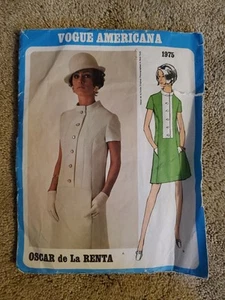 VOGUE AMERICANA
1975
OSCAR de La RENTA